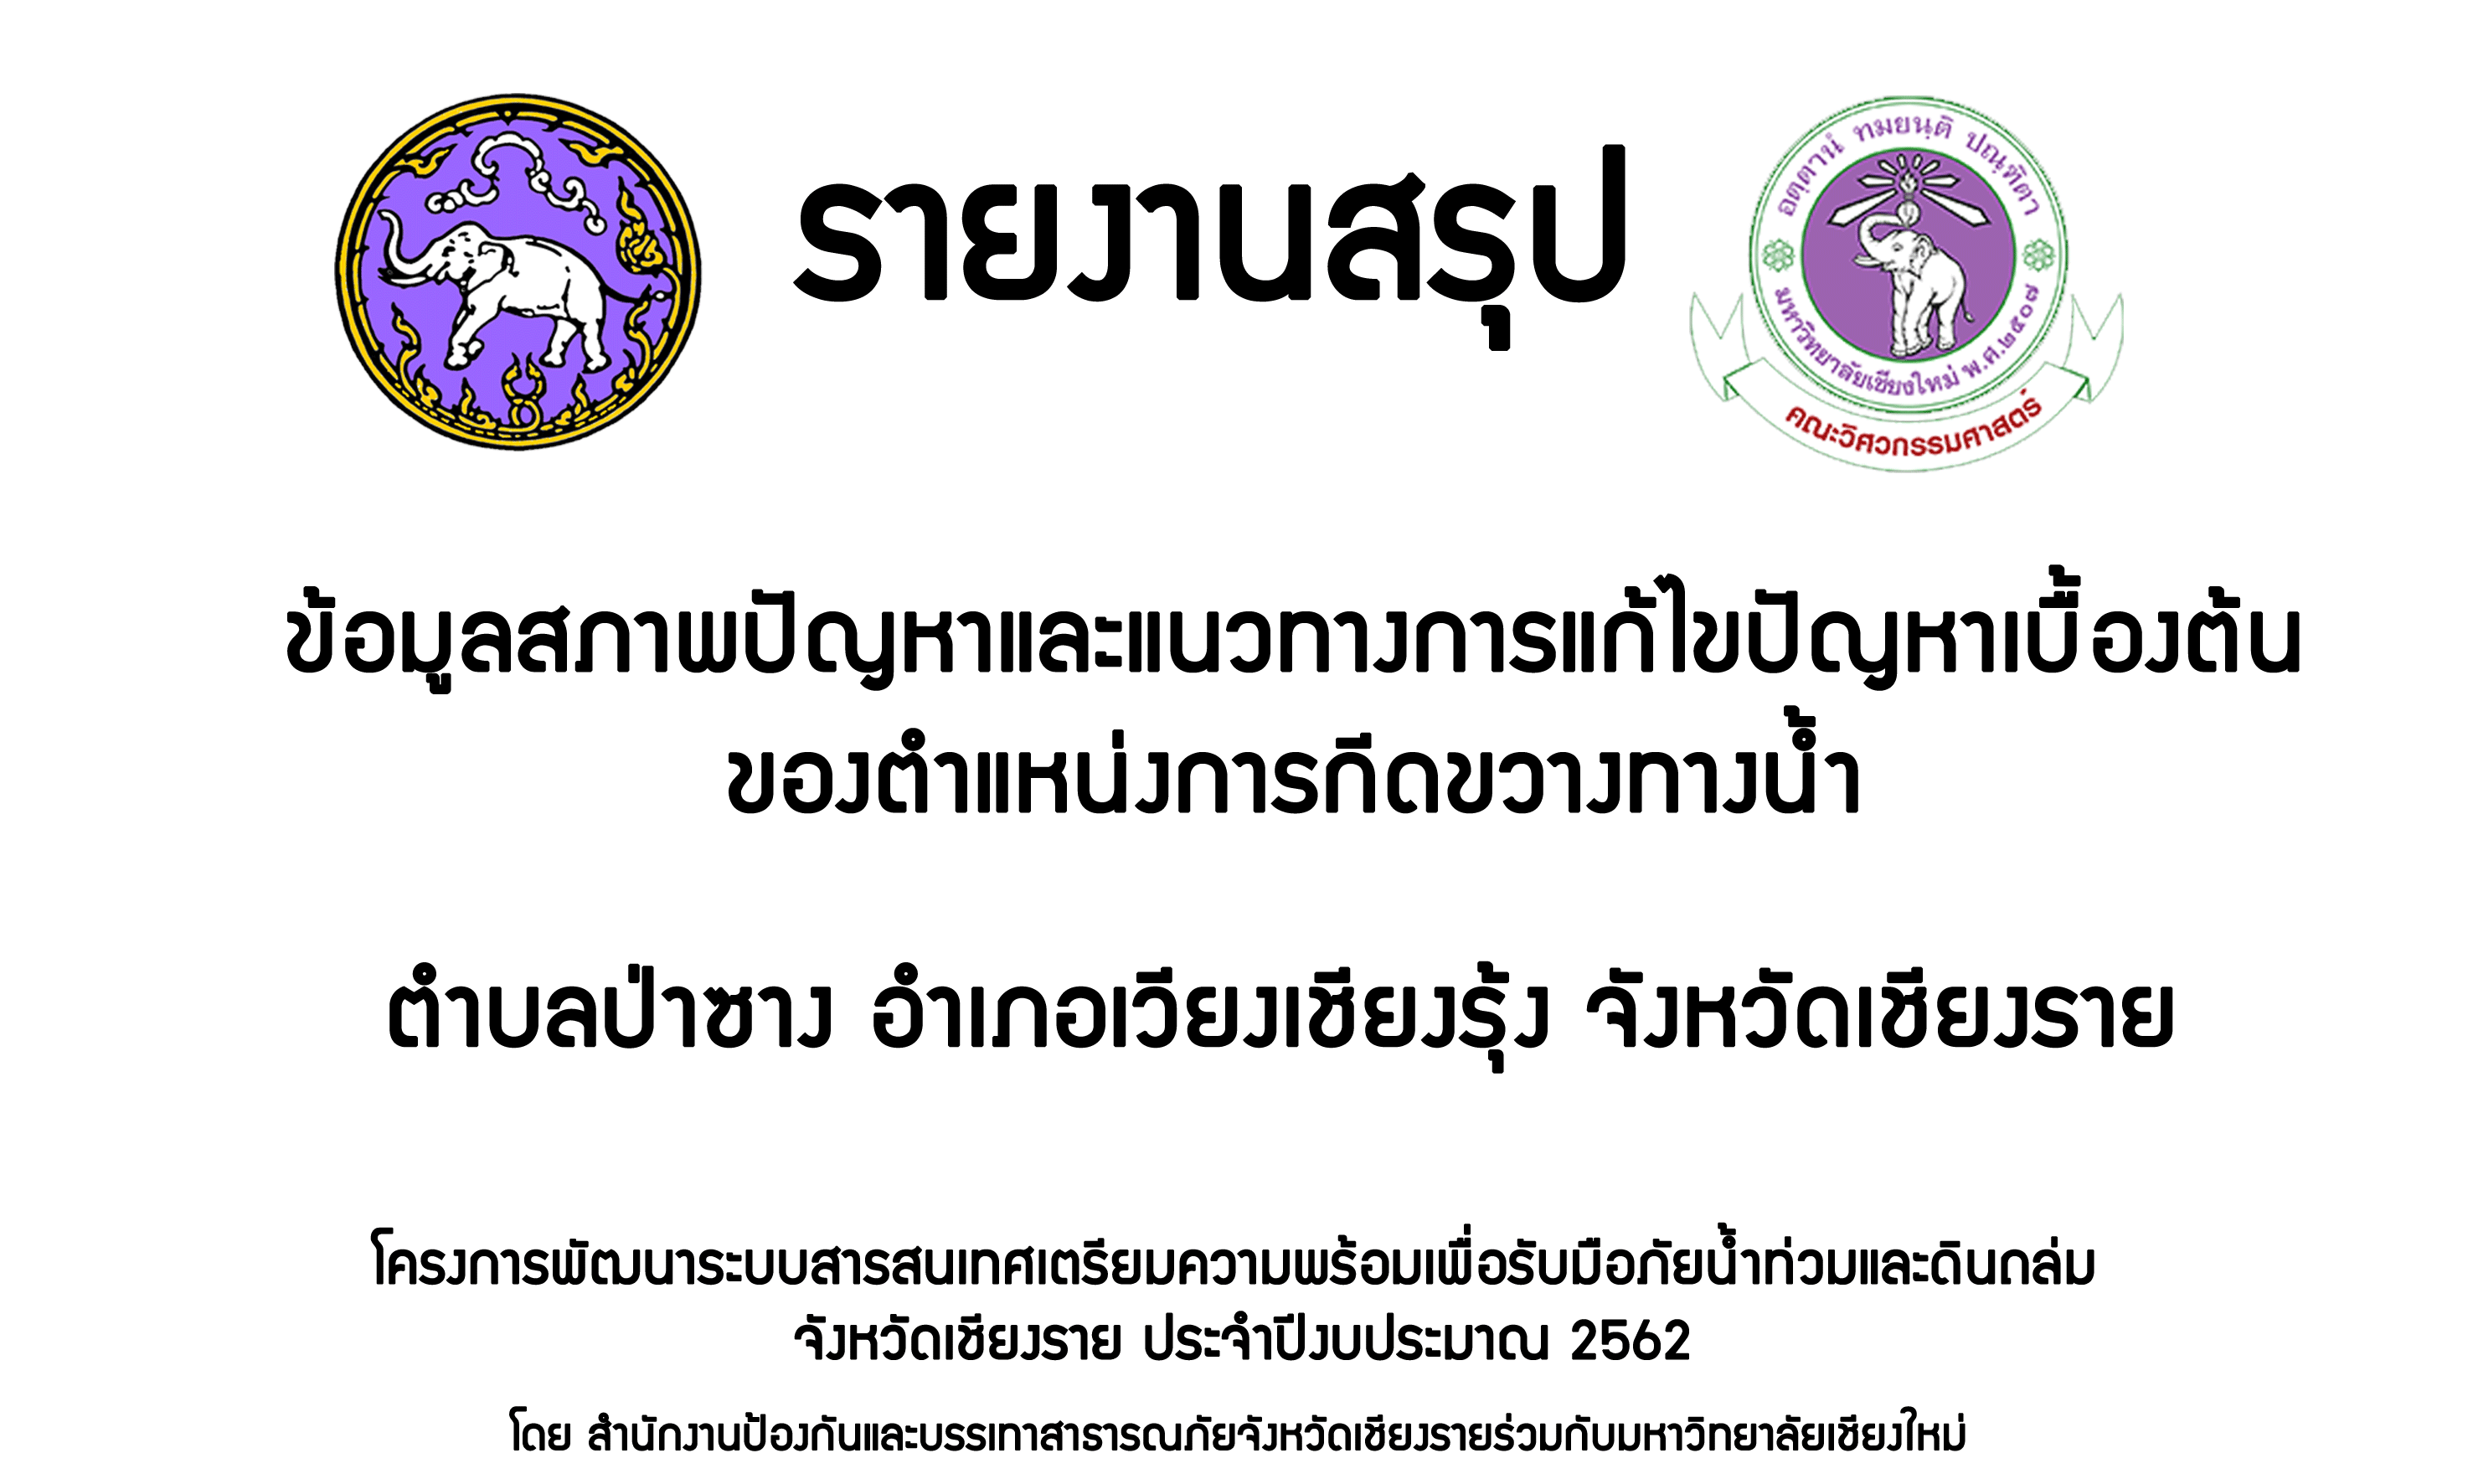 รายงานสรุป
อตฺตานํ ทมยนฺติ ปณฺฑิตา
มหาวิทยาลัยเชียงใหม่ พ.ศ.๒๕๐๗
คณะวิศวกรรมศาสตร์
ข้อมูลสภาพปัญหาและแนวทางการแก้ไขปัญหาเบื้องต้น
ของตำแหน่งการกีดขวางทางน้ำ
ตำบลป่าซาง อำเภอเวียงเชียงรุ้ง จังหวัดเชียงราย
โครงการพัฒนาระบบสารสนเทศเตรียมความพร้อมเพื่อรับมือภัยน้ำท่วมและดินถล่ม
จังหวัดเชียงราย ประจำปีงบประมาณ 2562
โดย สำนักงานป้องกันและบรรเทาสาธารณภัยจังหวัดเชียงรายร่วมกับมหาวิทยาลัยเชียงใหม่